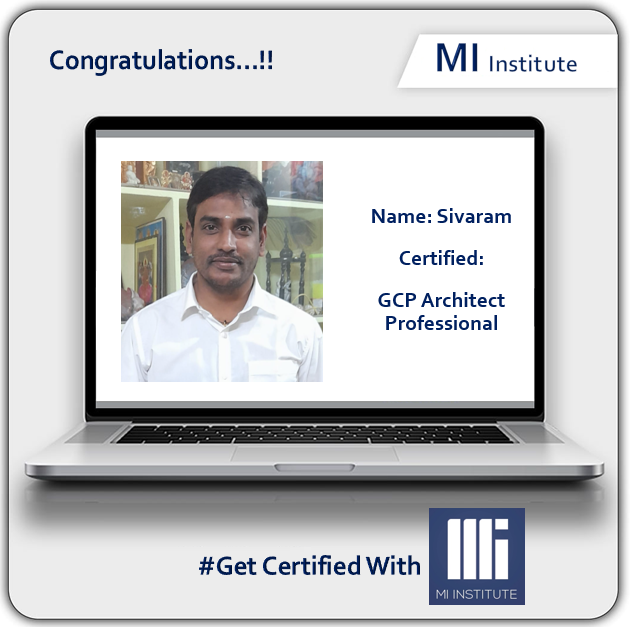 Congratulations...!!
MI Institute
Name: Sivaram
Certified:
GCP Architect
Professional
#Get Certified With
MI INSTITUTE